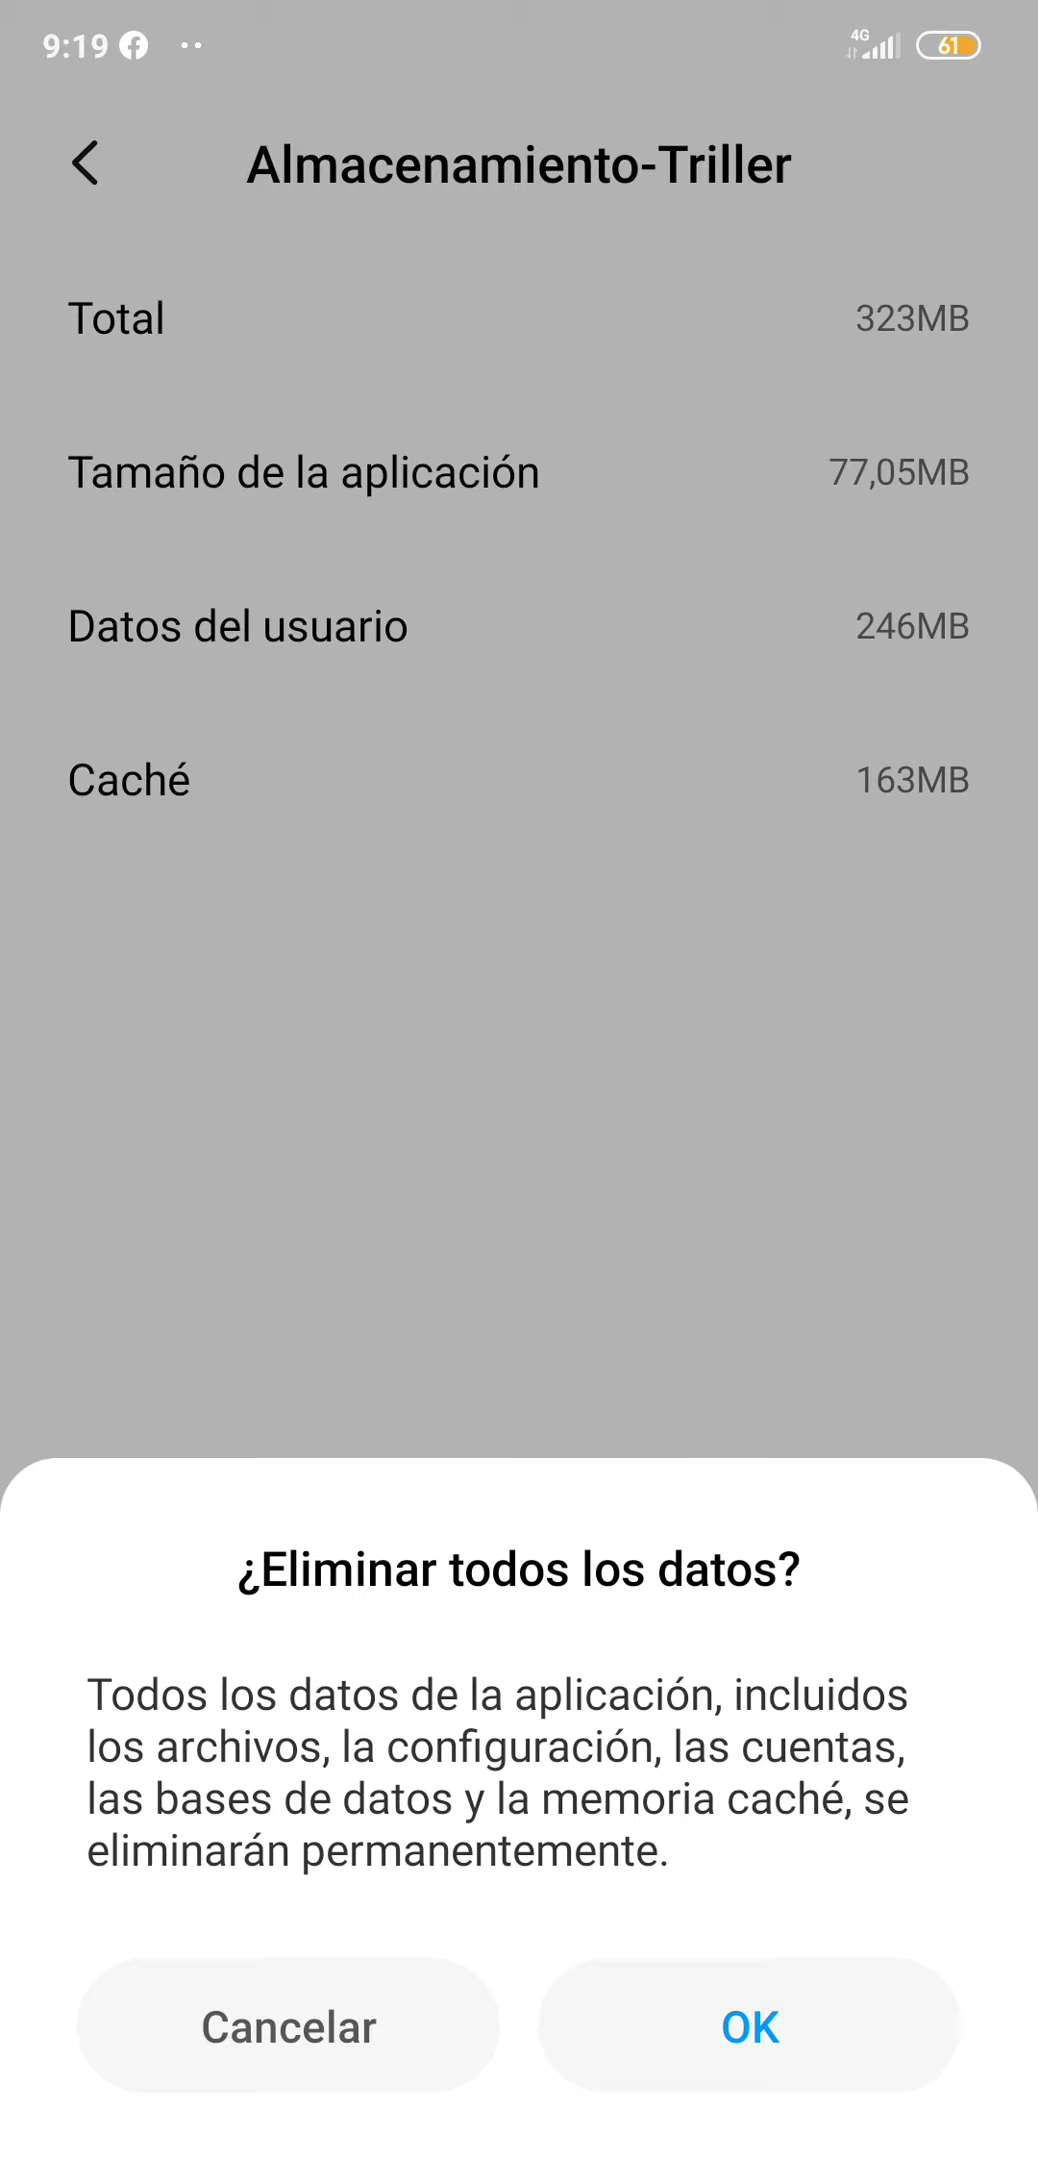 9:19
4G
61
Almacenamiento-Triller
Total 323MB
Tamaño de la aplicación 77,05MB
Datos del usuario 246MB
Caché 163MB
¿Eliminar todos los datos?
Todos los datos de la aplicación, incluidos
los archivos, la configuración, las cuentas,
las bases de datos y la memoria caché, se
eliminarán permanentemente.
Cancelar OK